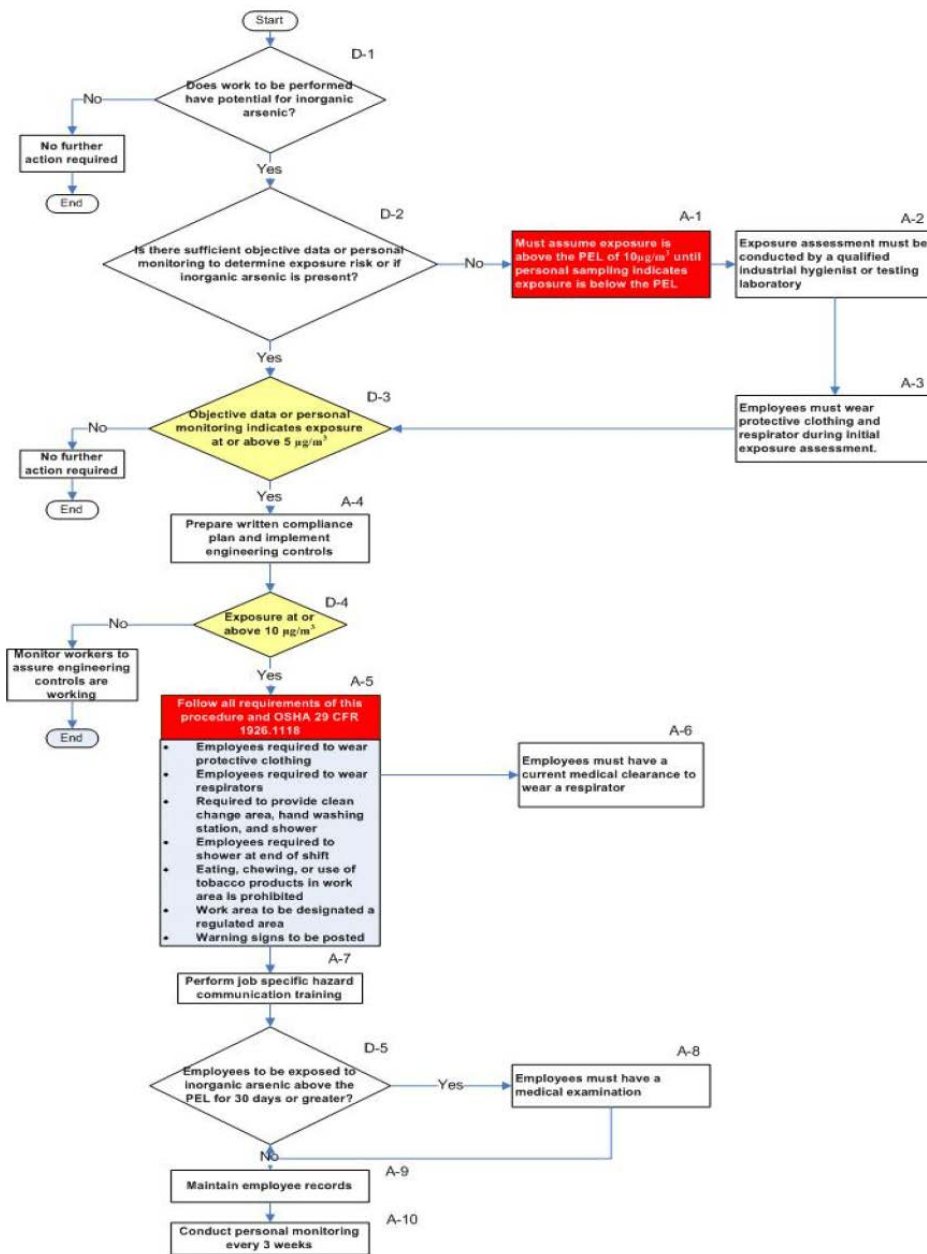 Start
D-1
Does work to be performed
have potential for inorganic
arsenic?
No
No further
action required
End
Yes
D-2
Is there sufficient objective data or personal
monitoring to determine exposure risk or if
inorganic arsenic is present?
No
A-1
Must assume exposure is
above the PEL of 10µg/m³ until
personal sampling indicates
exposure is below the PEL
A-2
Exposure assessment must be
conducted by a qualified
industrial hygienist or testing
laboratory
A-3
Employees must wear
protective clothing and
respirator during initial
exposure assessment.
Yes
D-3
Objective data or personal
monitoring indicates exposure
at or above 5 µg/m³
No
No further
action required
End
Yes
A-4
Prepare written compliance
plan and implement
engineering controls
D-4
Exposure at or
above 10 µg/m³
No
Monitor workers to
assure engineering
controls are
working
End
Yes
A-5
Follow all requirements of this
procedure and OSHA 29 CFR
1926.1118
• Employees required to wear
protective clothing
• Employees required to wear
respirators
• Required to provide clean
change area, hand washing
station, and shower
• Employees required to
shower at end of shift
• Eating, chewing, or use of
tobacco products in work
area is prohibited
• Work area to be designated a
regulated area
• Warning signs to be posted
A-6
Employees must have a
current medical clearance to
wear a respirator
A-7
Perform job specific hazard
communication training
D-5
Employees to be exposed to
inorganic arsenic above the
PEL for 30 days or greater?
Yes
A-8
Employees must have a
medical examination
No
A-9
Maintain employee records
A-10
Conduct personal monitoring
every 3 weeks